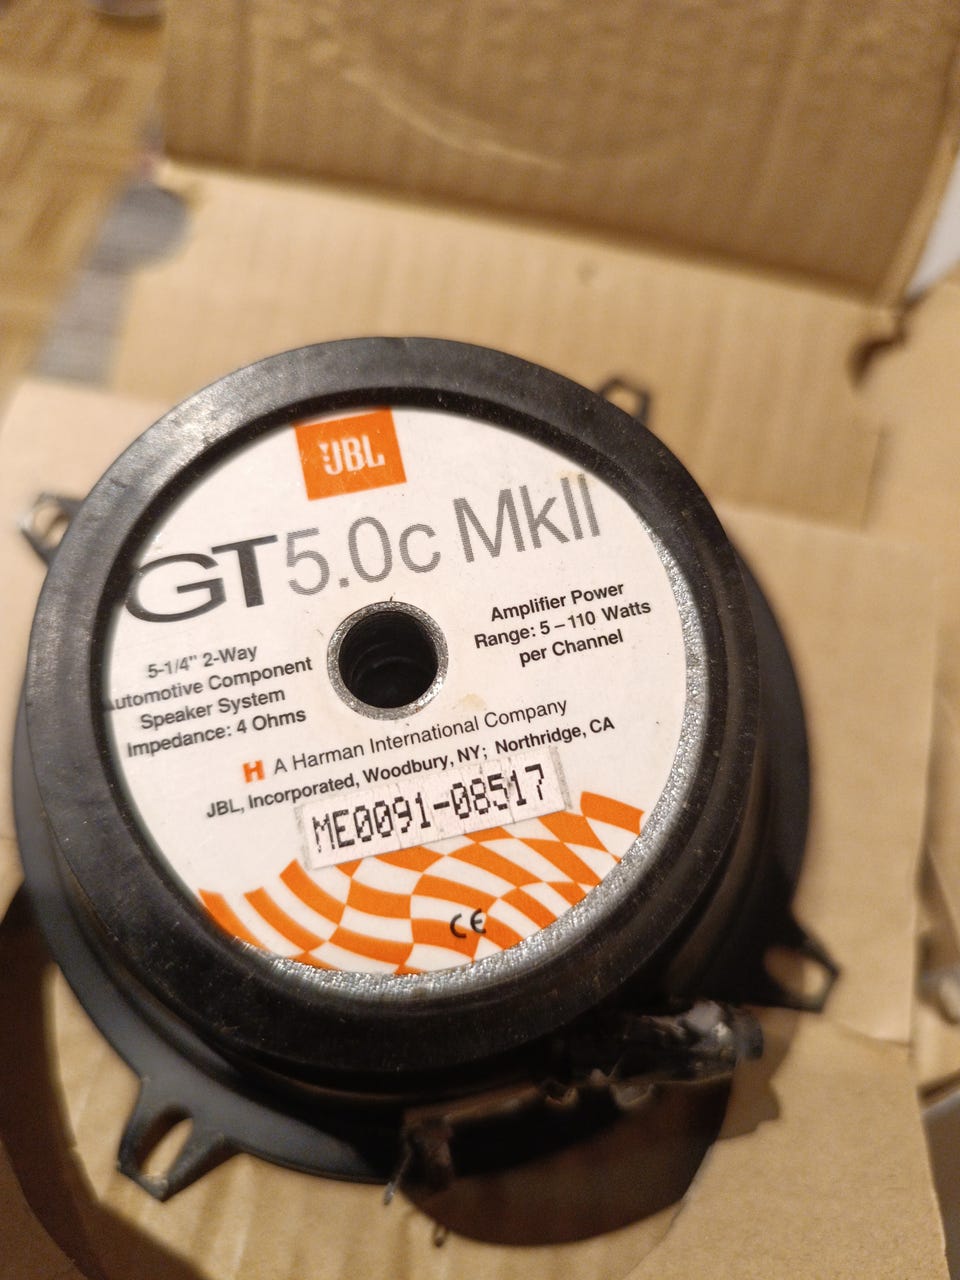 JBL
GT5.0c MkII
5-1/4" 2-Way
Automotive Component
Speaker System
Impedance: 4 Ohms
Amplifier Power
Range: 5 – 110 Watts
per Channel
H A Harman International Company
JBL, Incorporated, Woodbury, NY; Northridge, CA
ME0091-08517
CE